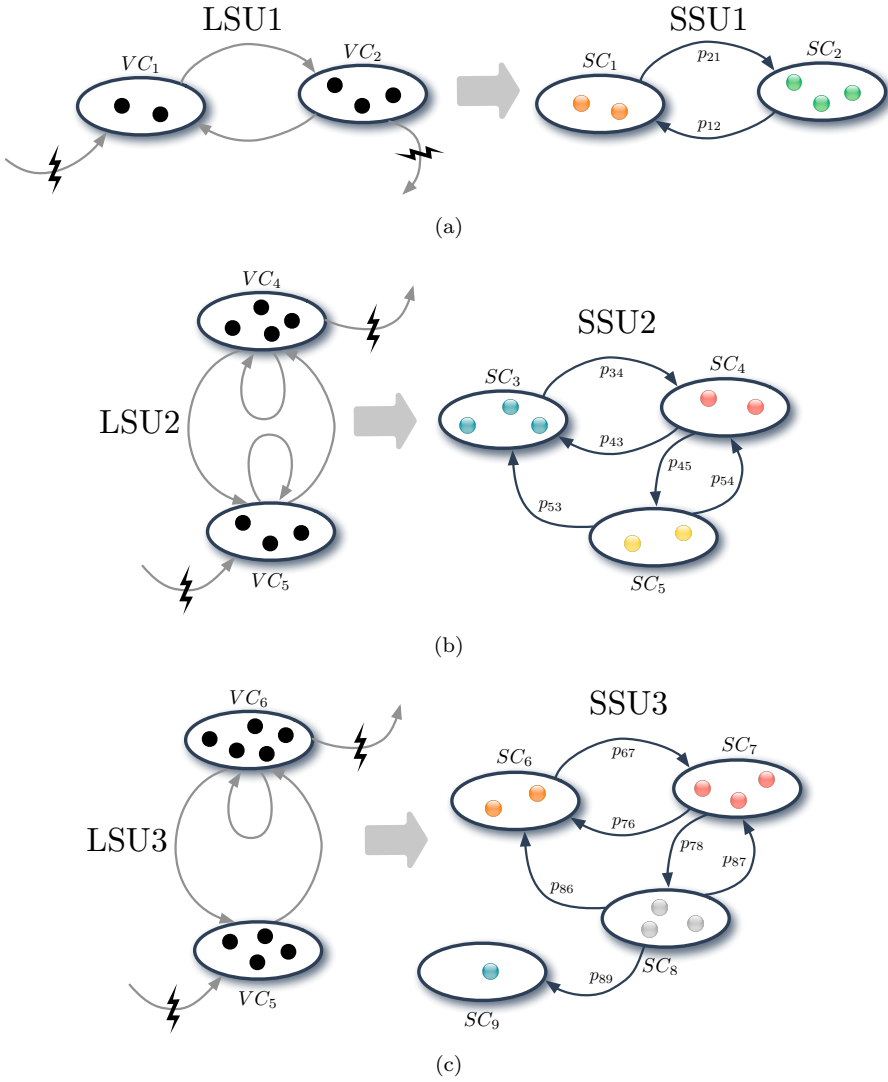 LSU1
SSU1
VC₁
VC₂
SC₁
SC₂
p₂₁
p₁₂
(a)
VC₄
SSU2
LSU2
SC₃
SC₄
p₃₄
p₄₃
p₄₅
p₅₄
p₅₃
VC₅
SC₅
(b)
VC₆
SSU3
LSU3
SC₆
SC₇
p₆₇
p₇₆
p₇₈
p₈₇
p₈₆
SC₈
p₈₉
VC₅
SC₉
(c)